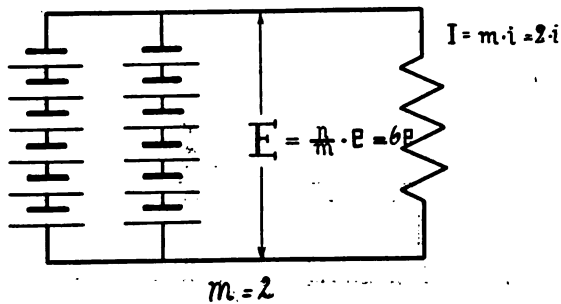 I = m·i = 2·i
E = n/m · e = 6e
m = 2